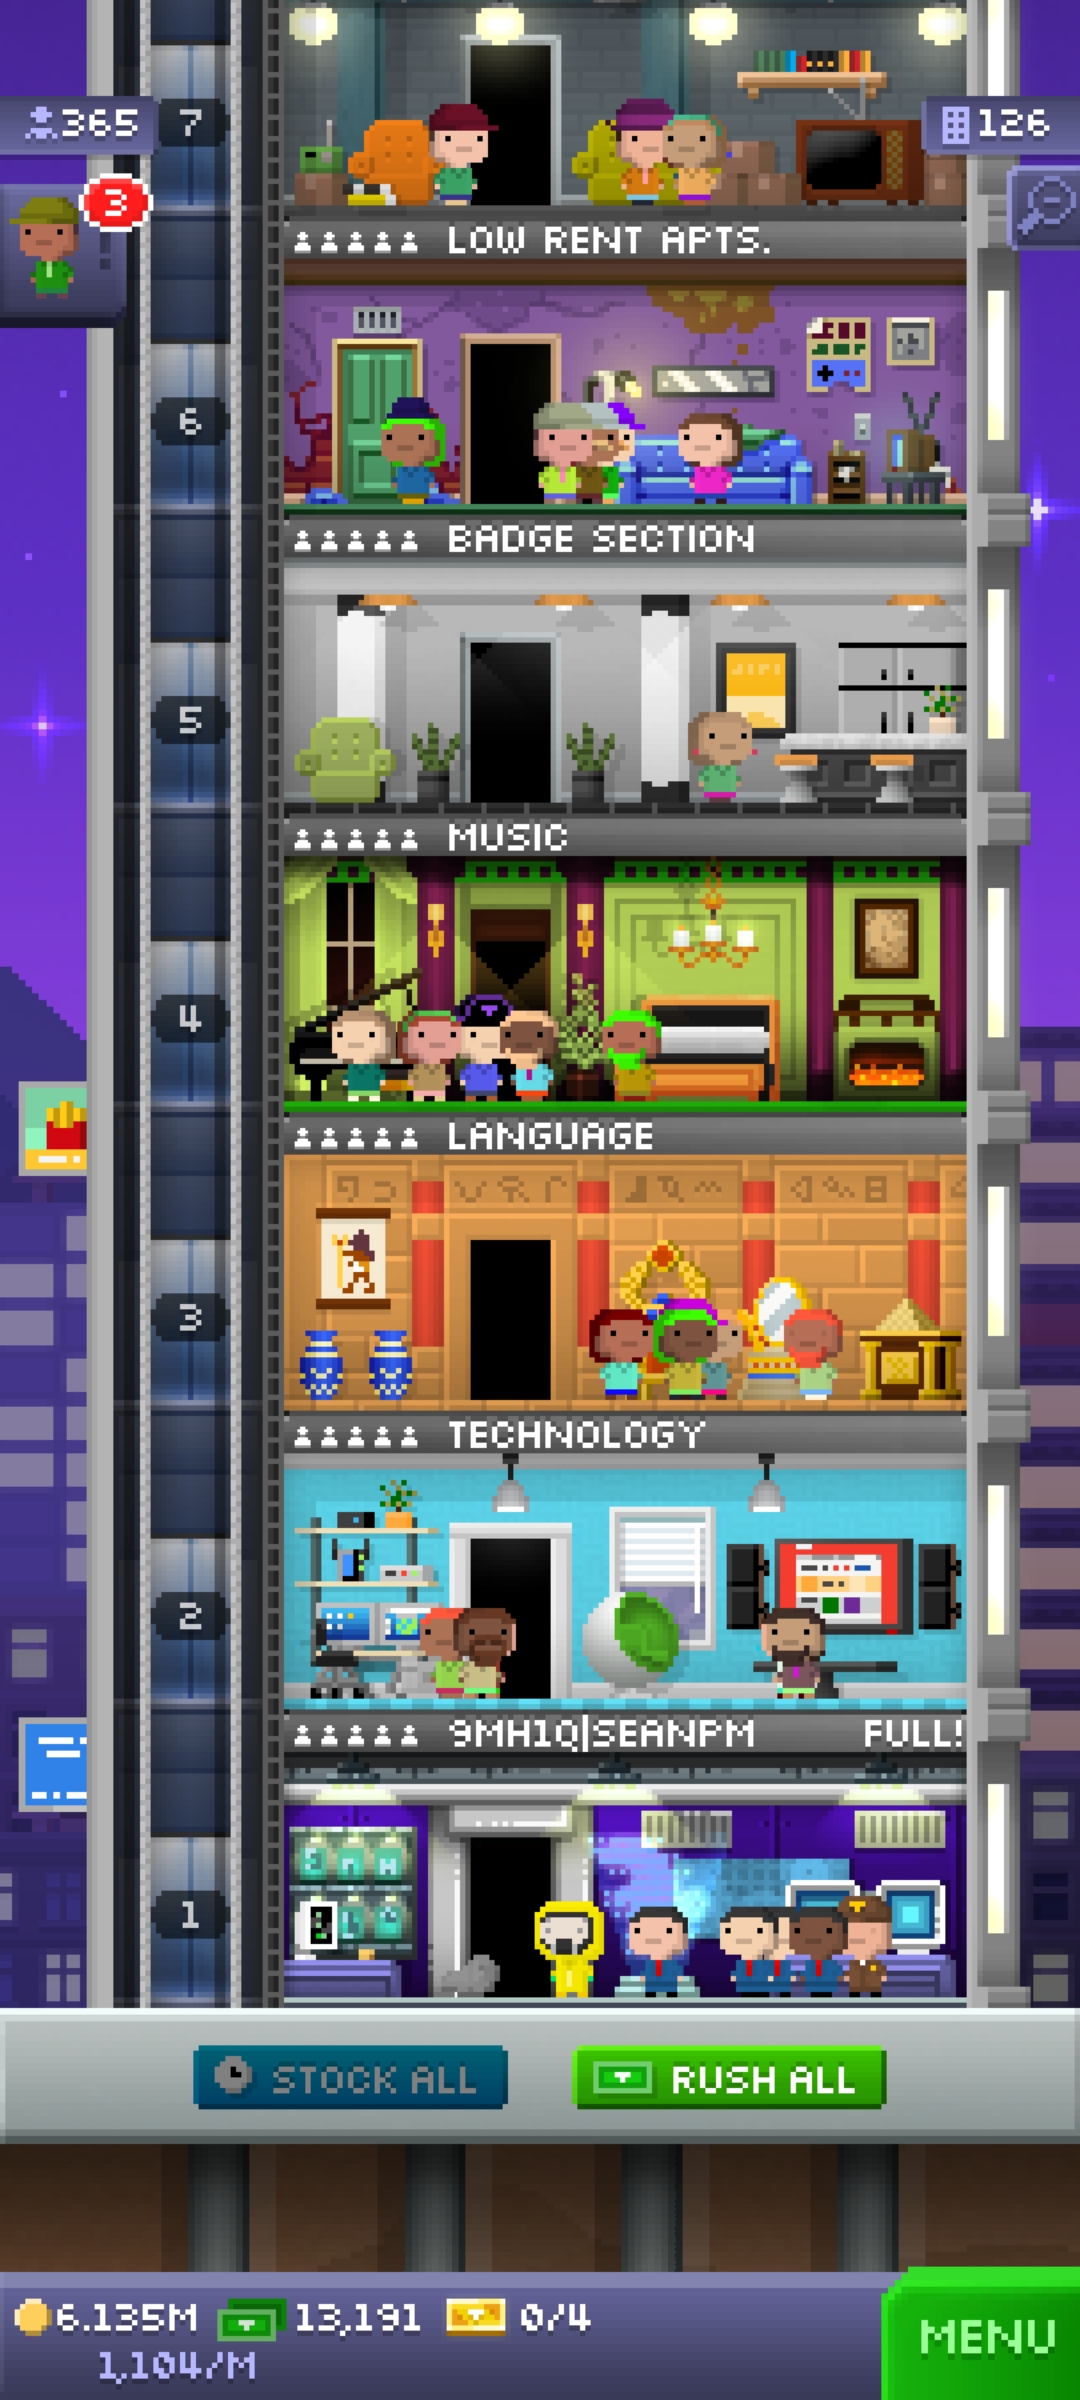 365
7
126
3
LOW RENT APTS.
6
BADGE SECTION
5
MUSIC
4
LANGUAGE
3
TECHNOLOGY
2
9MH1Q|SEANPM FULL!
1
STOCK ALL
RUSH ALL
6.135M 13,191 0/4
1,104/M
MENU